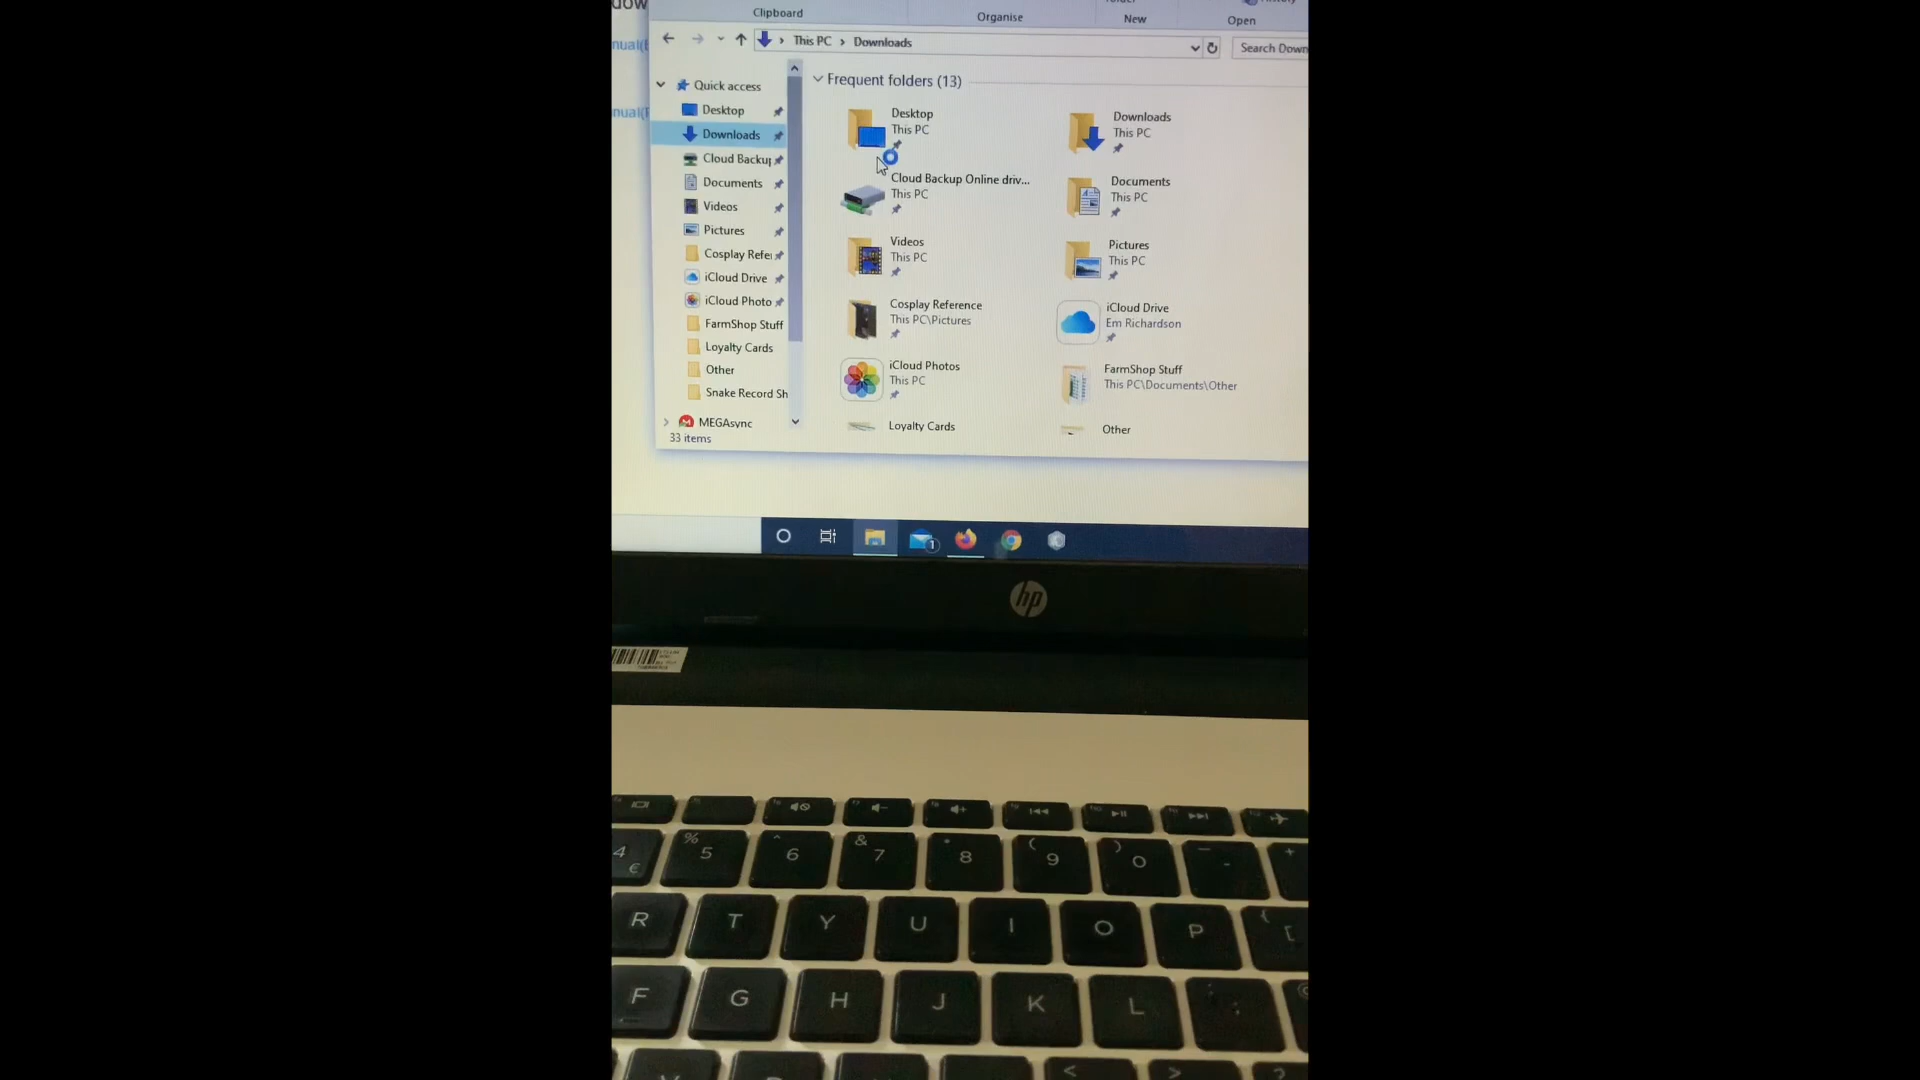 Clipboard
Organise
New
Open
This PC > Downloads
Search Down
Quick access
Desktop
Downloads
Cloud Backup
Documents
Videos
Pictures
Cosplay Refer
iCloud Drive
iCloud Photo
FarmShop Stuff
Loyalty Cards
Other
Snake Record Sh
MEGAsync
33 items
Frequent folders (13)
Desktop
This PC
Downloads
This PC
Cloud Backup Online driv...
This PC
Documents
This PC
Videos
This PC
Pictures
This PC
Cosplay Reference
This PC\Pictures
iCloud Drive
Em Richardson
iCloud Photos
This PC
FarmShop Stuff
This PC\Documents\Other
Loyalty Cards
Other
1
hp
4 € % 5 ^ 6 & 7 * 8 ( 9 ) 0 _ - +
R T Y U I O P { [
F G H J K L : ;
< > ?